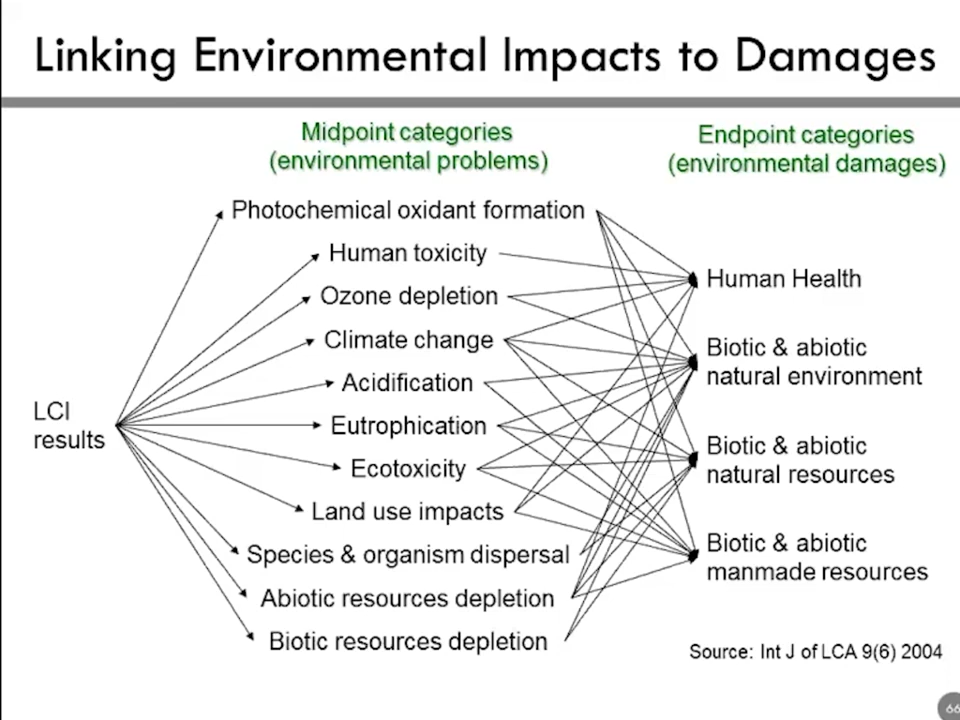 Linking Environmental Impacts to Damages
Midpoint categories
(environmental problems)
Endpoint categories
(environmental damages)
Photochemical oxidant formation
Human toxicity
Ozone depletion
Climate change
Acidification
Eutrophication
Ecotoxicity
Land use impacts
Species & organism dispersal
Abiotic resources depletion
Biotic resources depletion
LCI
results
Human Health
Biotic & abiotic
natural environment
Biotic & abiotic
natural resources
Biotic & abiotic
manmade resources
Source: Int J of LCA 9(6) 2004
66